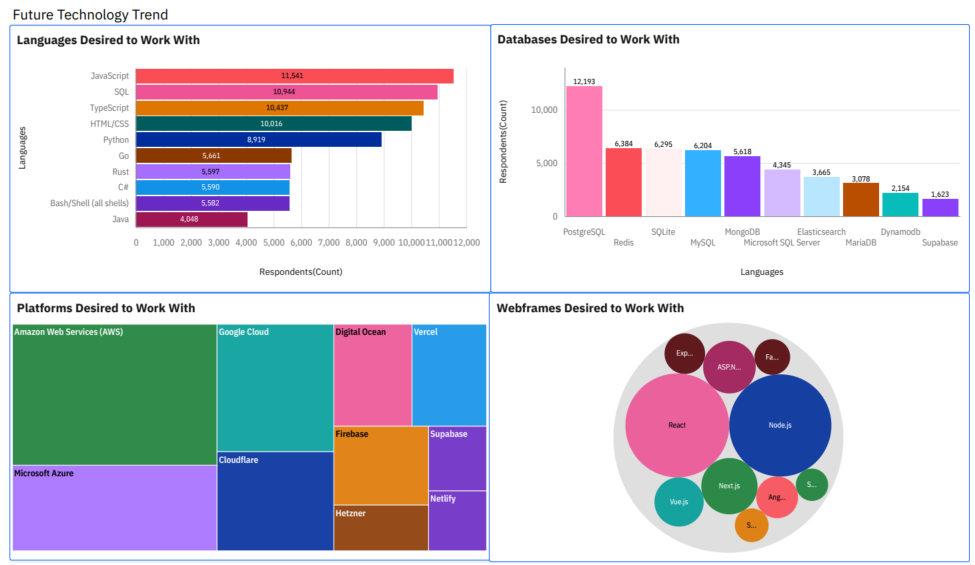 Future Technology Trend
Languages Desired to Work With
Languages
JavaScript 11,541
SQL 10,944
TypeScript 10,437
HTML/CSS 10,016
Python 8,919
Go 5,661
Rust 5,597
C# 5,590
Bash/Shell (all shells) 5,582
Java 4,048
0 1,000 2,000 3,000 4,000 5,000 6,000 7,000 8,000 9,000 10,000 11,000 12,000
Respondents(Count)
Databases Desired to Work With
Respondents(Count)
10,000
5,000
0
12,193
6,384
6,295
6,204
5,618
4,345
3,665
3,078
2,154
1,623
PostgreSQL SQLite MongoDB Elasticsearch Dynamodb
Redis MySQL Microsoft SQL Server MariaDB Supabase
Languages
Platforms Desired to Work With
Amazon Web Services (AWS)
Google Cloud
Digital Ocean
Vercel
Firebase
Supabase
Cloudflare
Microsoft Azure
Netlify
Hetzner
Webframes Desired to Work With
Exp...
ASP.N...
Fa...
React
Node.js
Next.js
S...
Vue.js
Ang...
S...